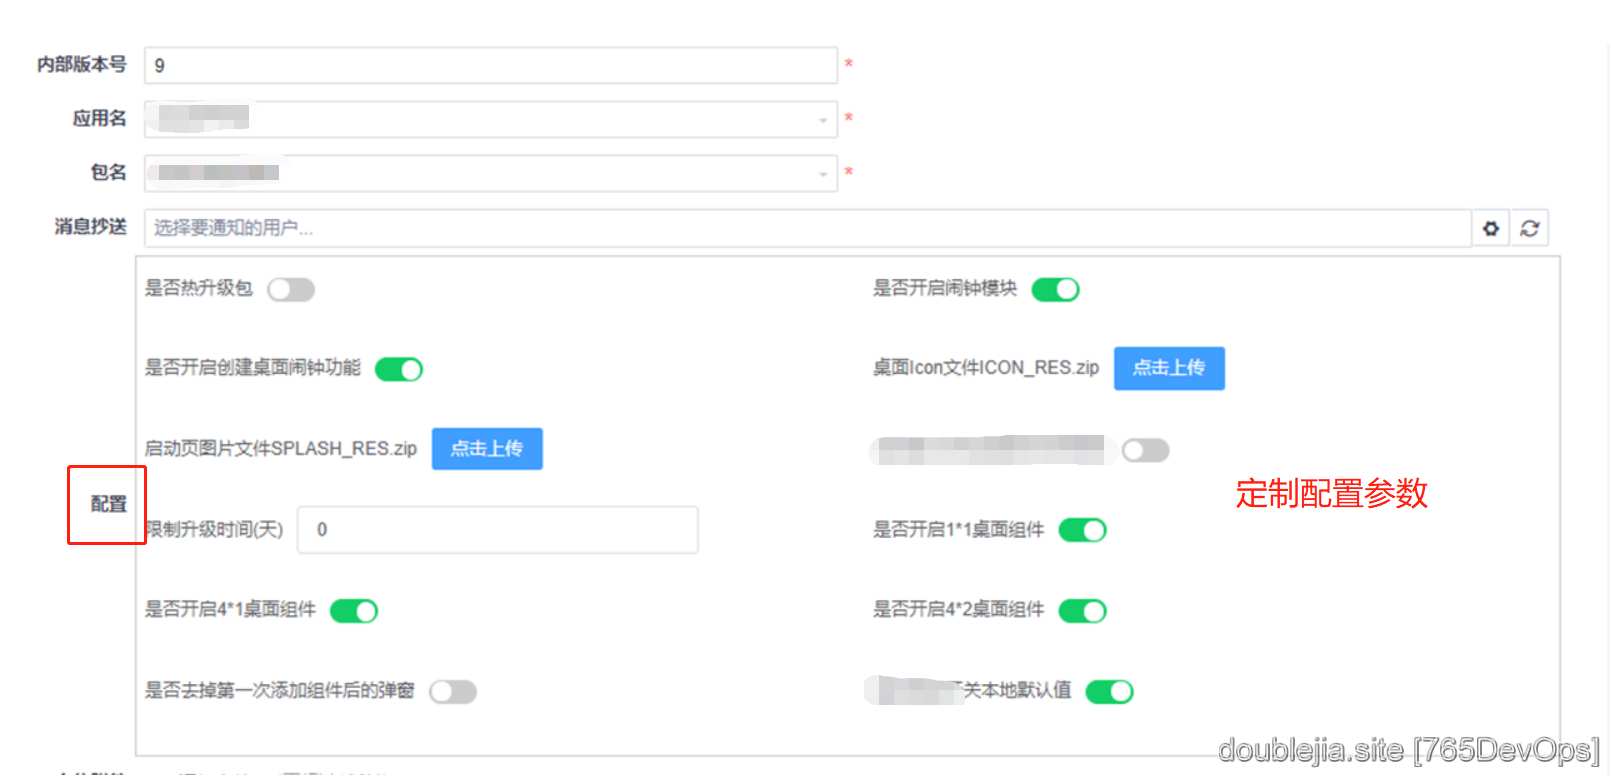 内部版本号 9 *
应用名 *
包名 *
消息抄送 选择要通知的用户...
是否热升级包 是否开启闹钟模块
是否开启创建桌面闹钟功能 桌面Icon文件ICON_RES.zip 点击上传
启动页图片文件SPLASH_RES.zip 点击上传
定制配置参数
配置
限制升级时间(天) 0 是否开启1*1桌面组件
是否开启4*1桌面组件 是否开启4*2桌面组件
是否去掉第一次添加组件后的弹窗 关本地默认值
doublejia.site [765DevOps]